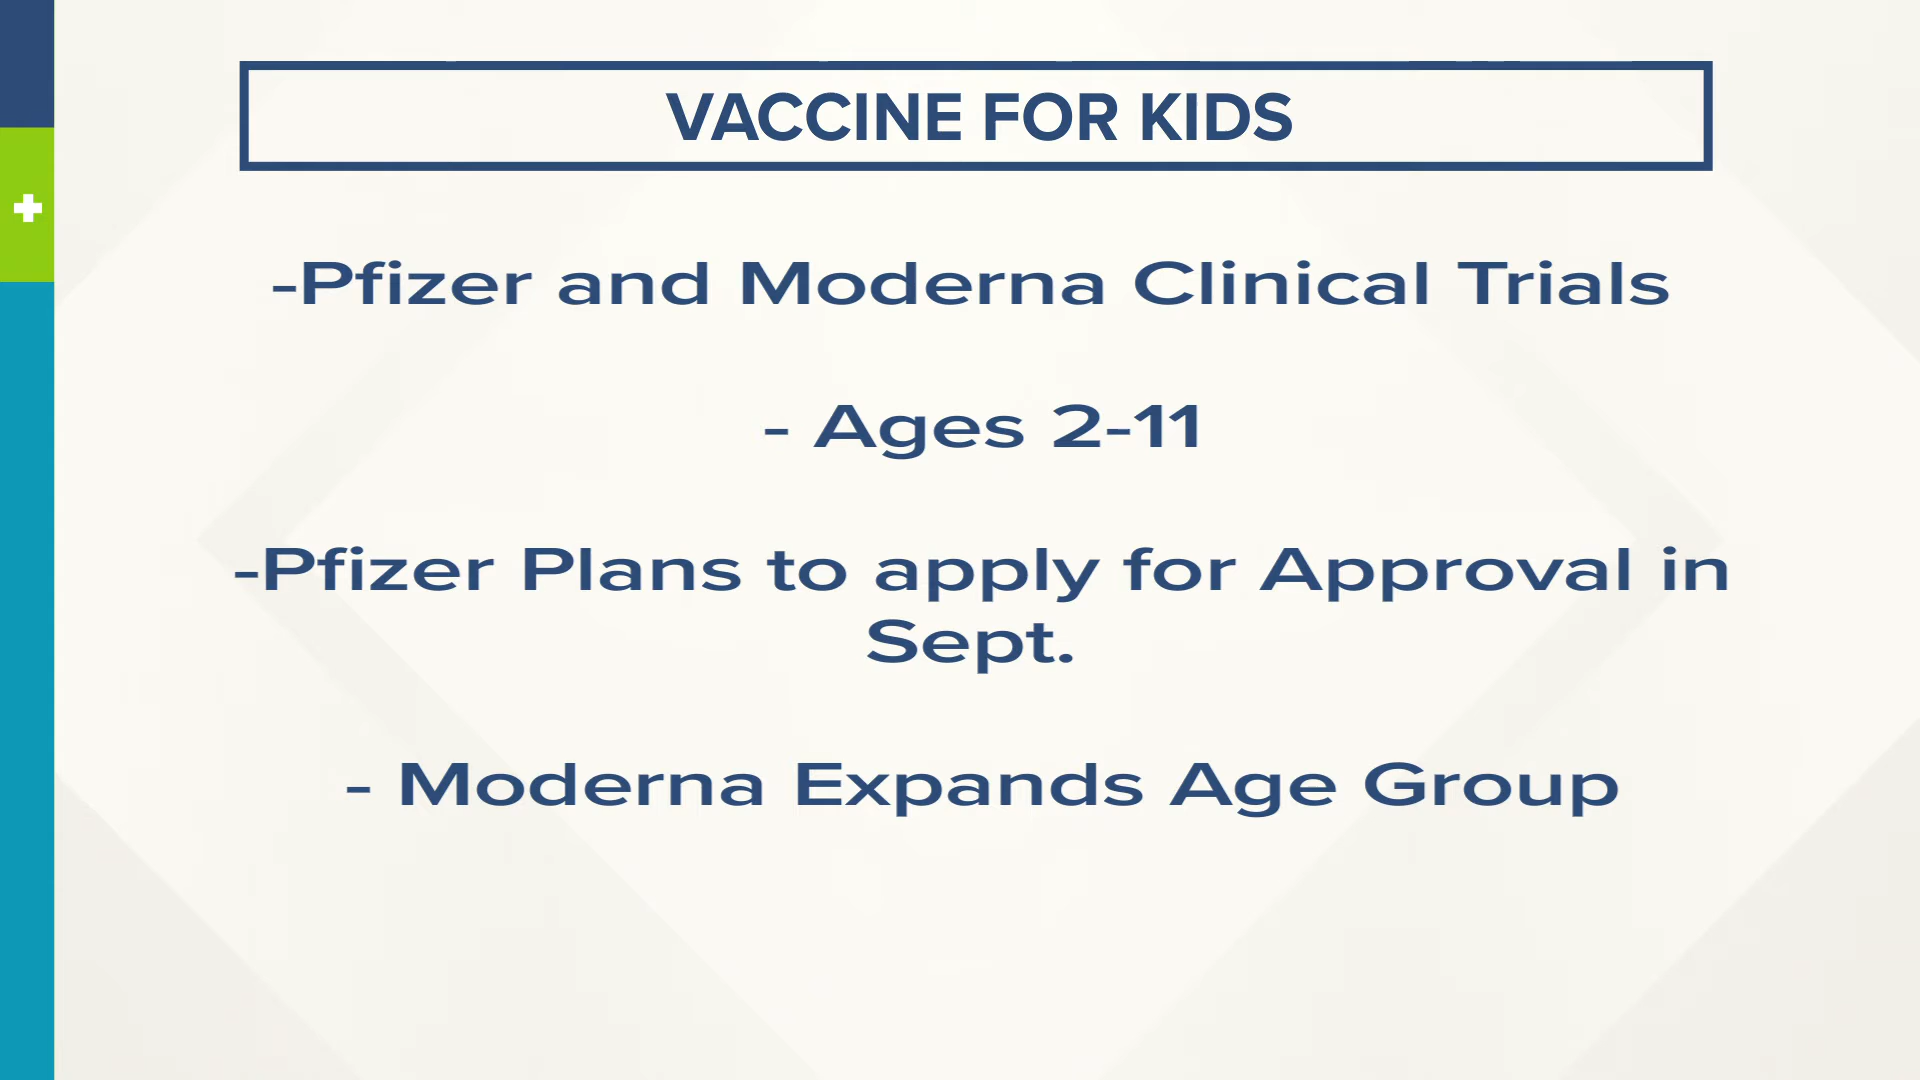 VACCINE FOR KIDS
-Pfizer and Moderna Clinical Trials
- Ages 2-11
-Pfizer Plans to apply for Approval in
Sept.
- Moderna Expands Age Group